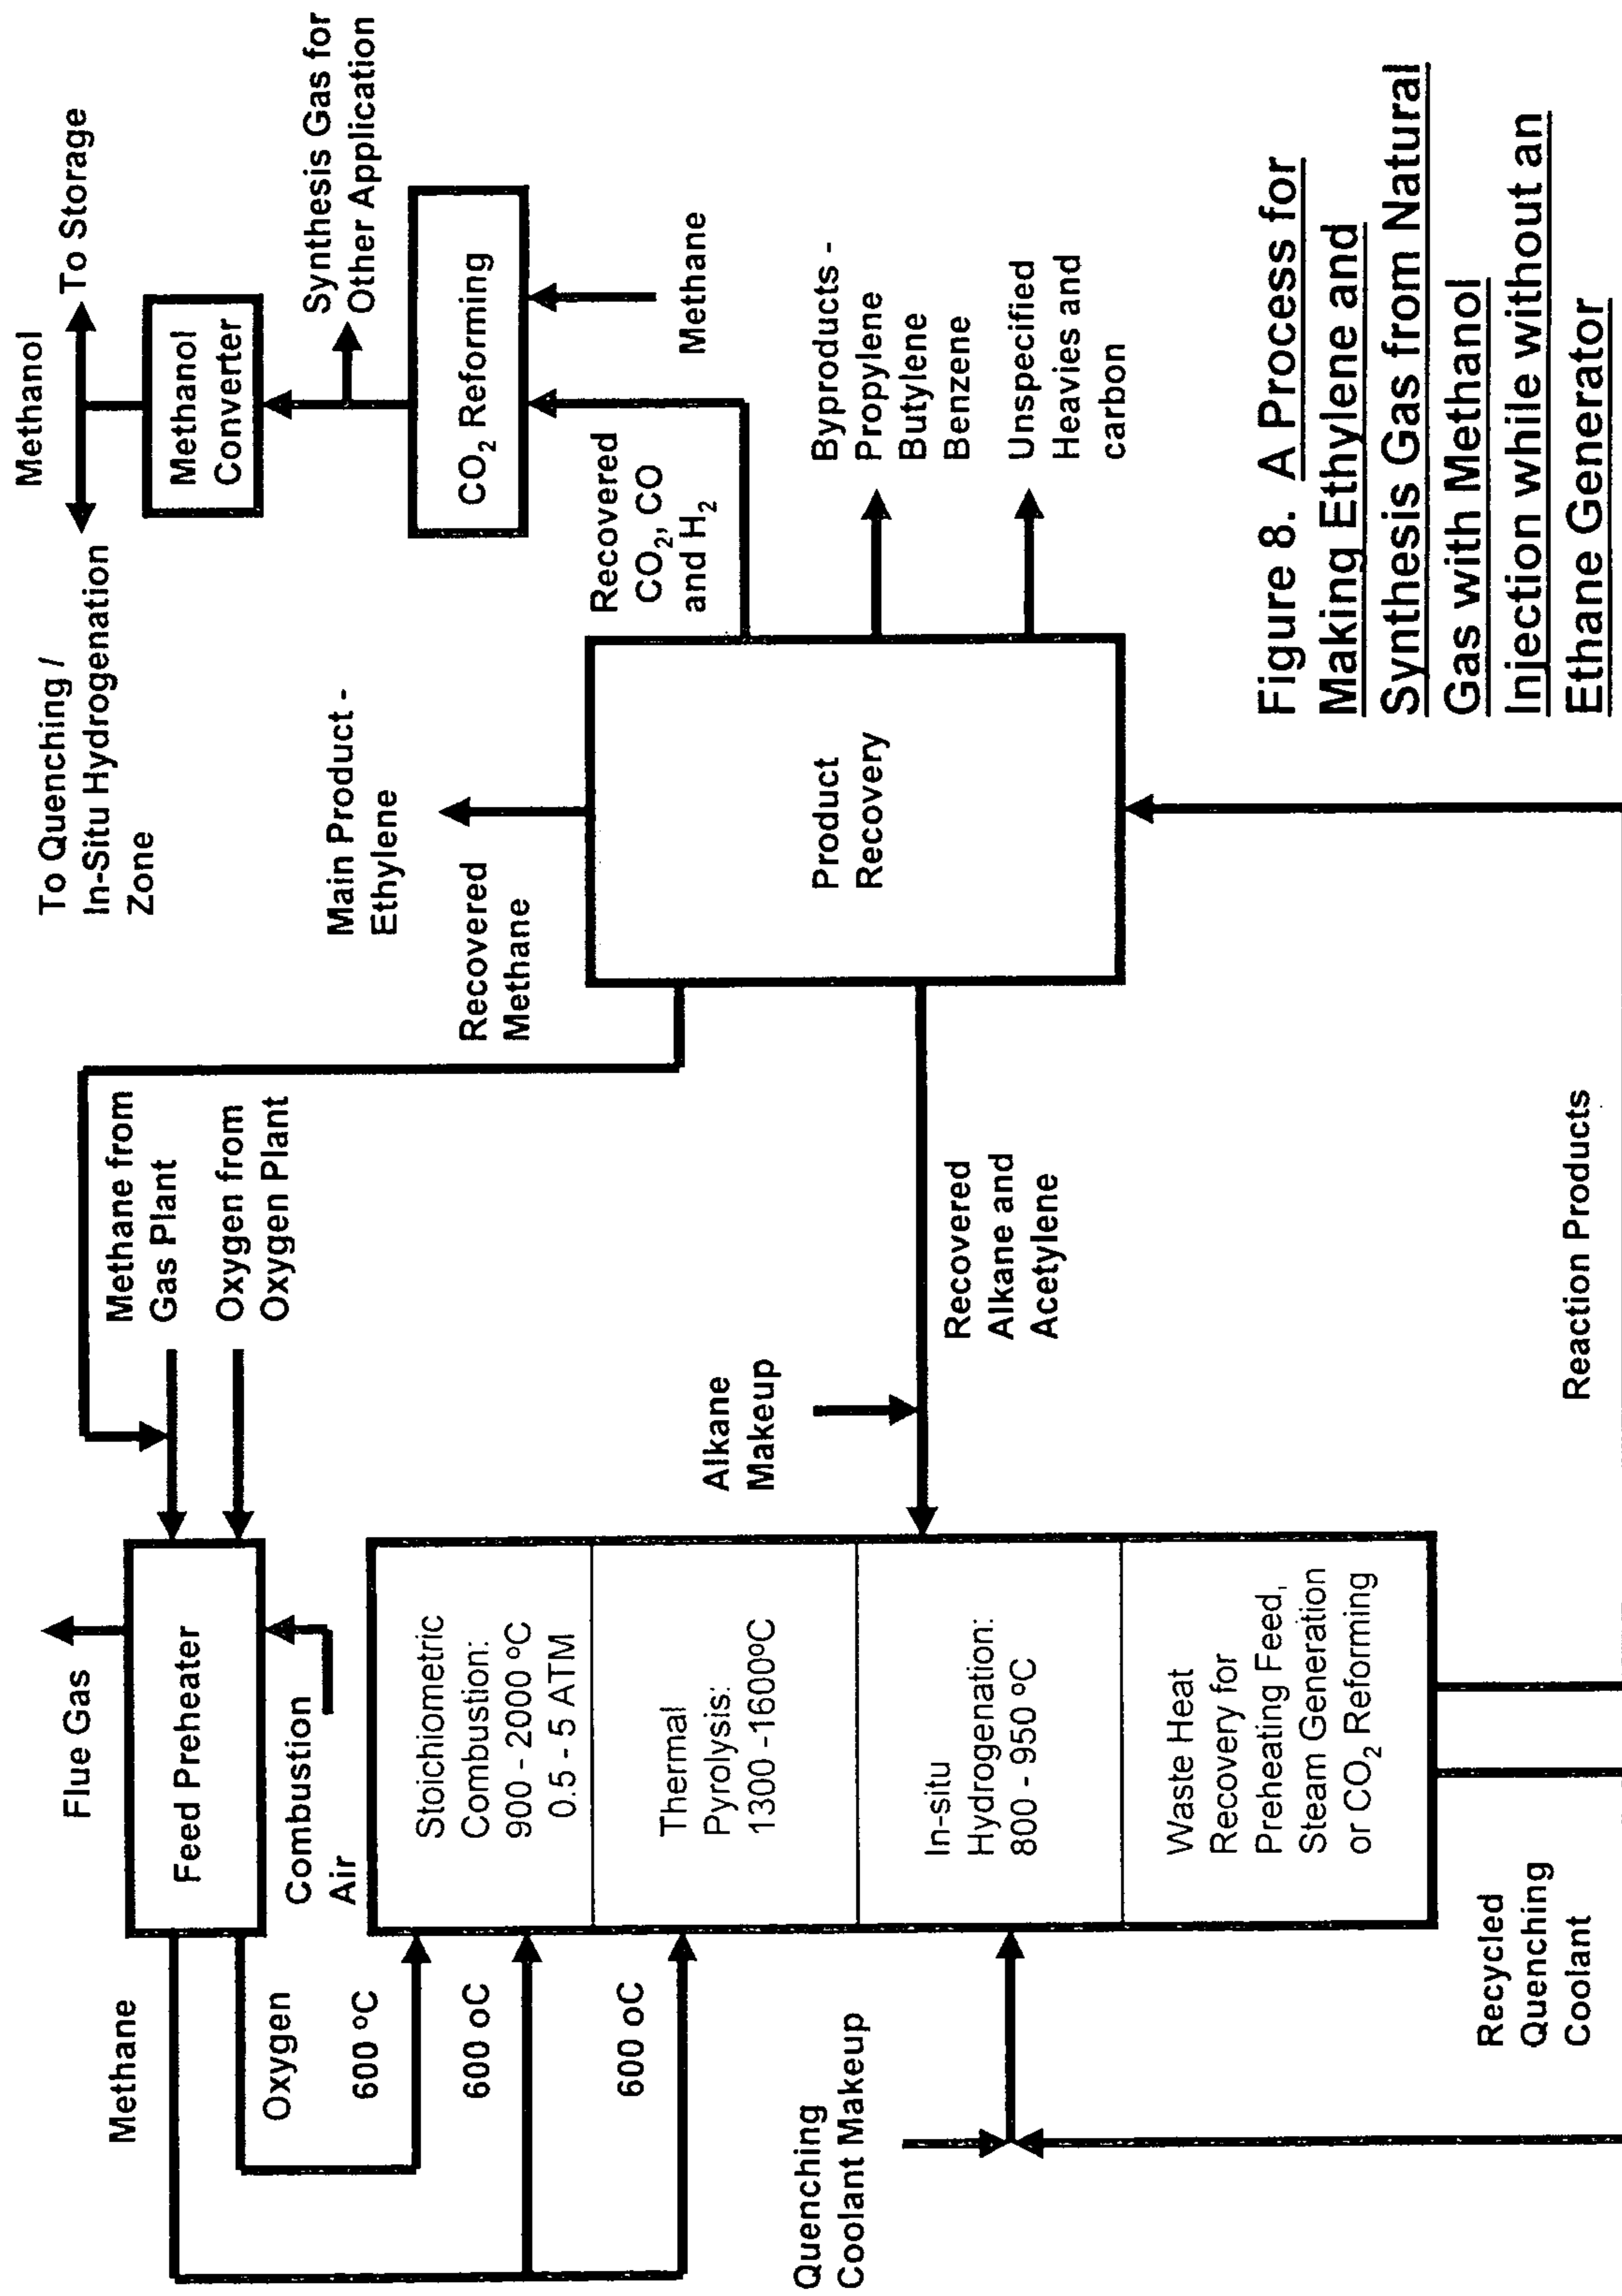 Flue Gas
Methane
Feed Preheater
Methane from
Gas Plant
Oxygen from
Oxygen Plant
Oxygen
Combustion
Air
600 ºC
600 oC
600 oC
Stoichiometric
Combustion:
900 - 2000 ºC
0.5 - 5 ATM
Thermal
Pyrolysis:
1300 -1600ºC
In-situ
Hydrogenation:
800 - 950 ºC
Waste Heat
Recovery for
Preheating Feed,
Steam Generation
or CO₂ Reforming
Quenching
Coolant Makeup
Recycled
Quenching
Coolant
Alkane
Makeup
Recovered
Alkane and
Acetylene
Reaction Products
To Quenching /
In-Situ Hydrogenation
Zone
Methanol
To Storage
Methanol
Converter
Synthesis Gas for
Other Application
CO₂ Reforming
Methane
Main Product -
Ethylene
Recovered
Methane
Recovered
CO₂, CO
and H₂
Product
Recovery
Byproducts -
Propylene
Butylene
Benzene
Unspecified
Heavies and
carbon
Figure 8. A Process for
Making Ethylene and
Synthesis Gas from Natural
Gas with Methanol
Injection while without an
Ethane Generator